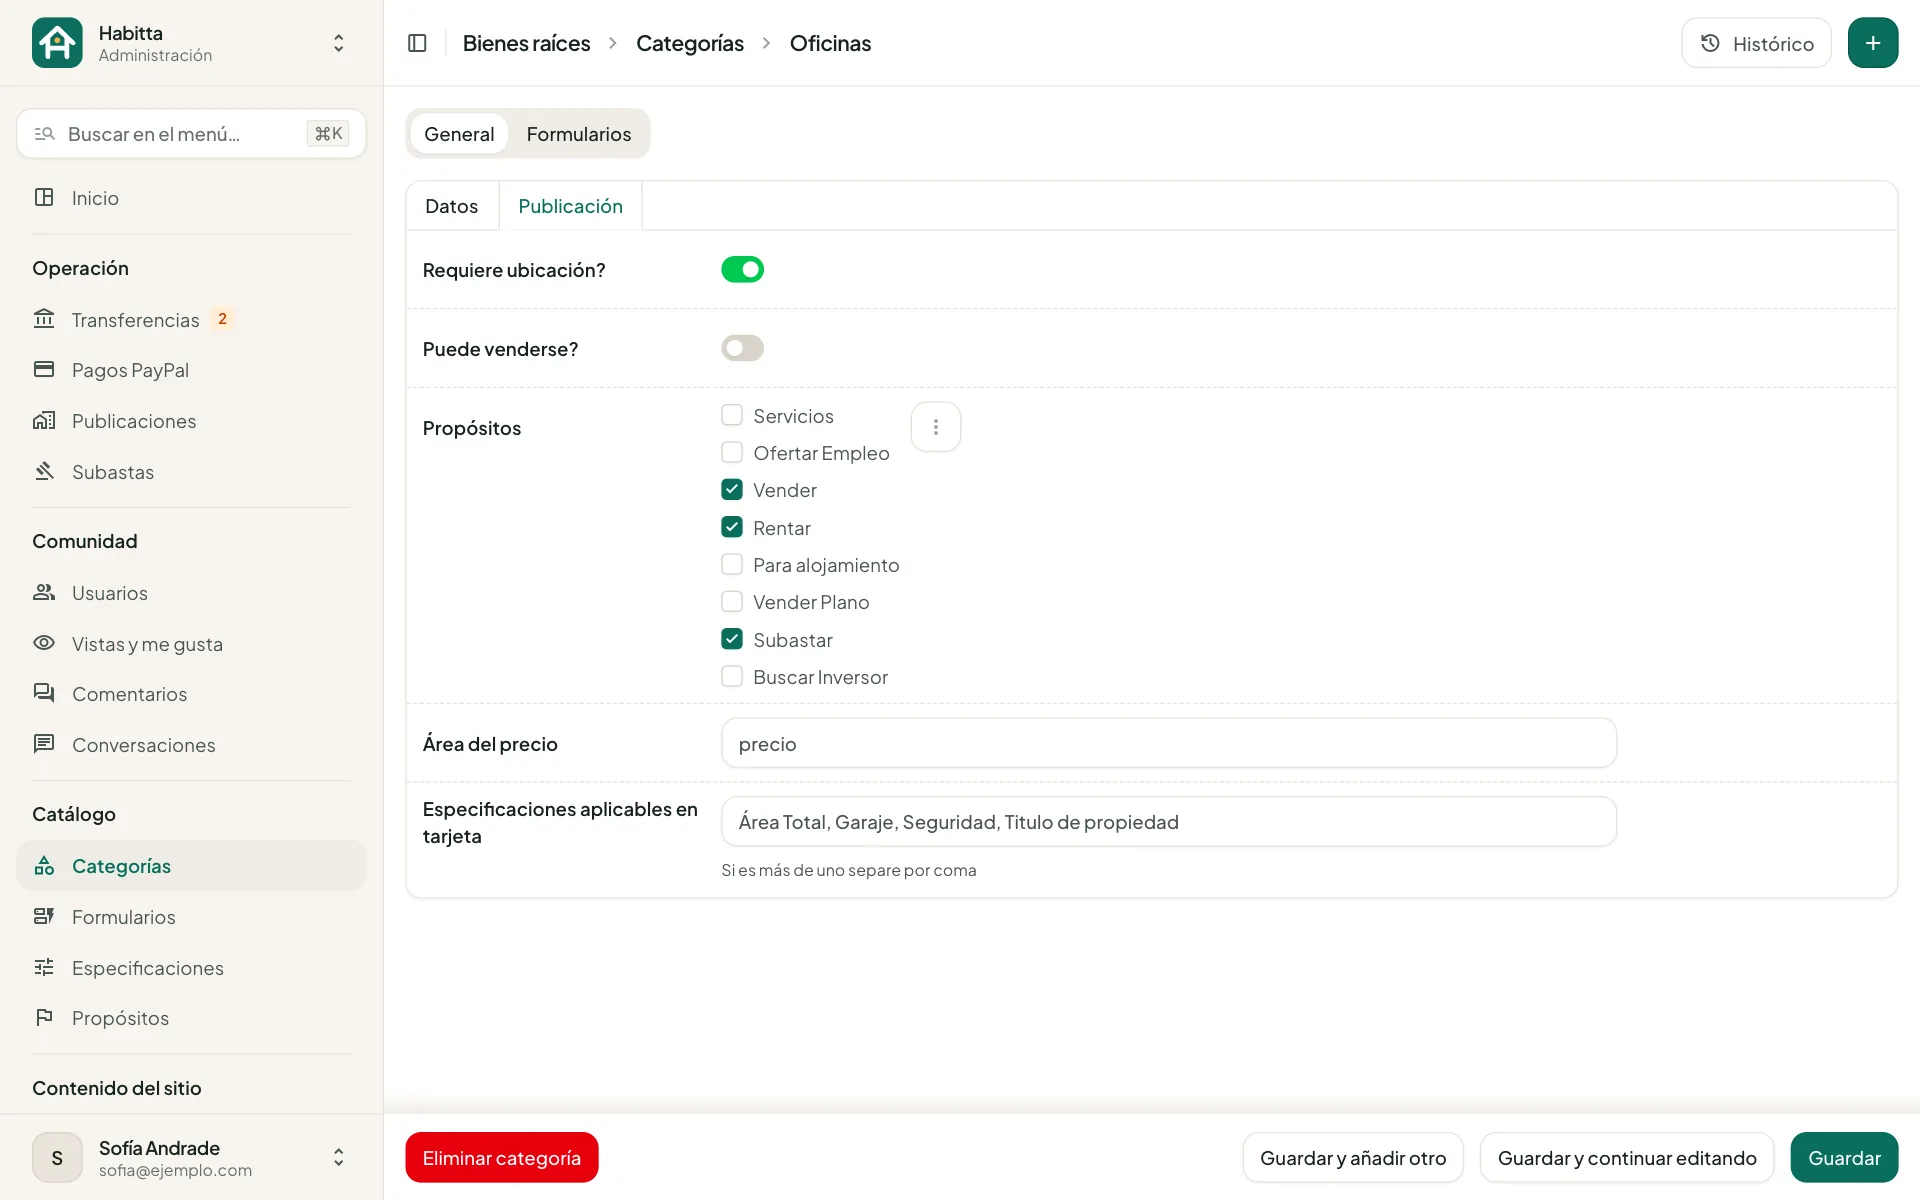 Habitta
Administración
Buscar en el menú...
⌘K
Inicio
Operación
Transferencias 2
Pagos PayPal
Publicaciones
Subastas
Comunidad
Usuarios
Vistas y me gusta
Comentarios
Conversaciones
Catálogo
Categorías
Formularios
Especificaciones
Propósitos
Contenido del sitio
S
Sofía Andrade
sofia@ejemplo.com
Bienes raíces > Categorías > Oficinas
Histórico
+
General
Formularios
Datos
Publicación
Requiere ubicación?
Puede venderse?
Propósitos
Servicios
Ofertar Empleo
Vender
Rentar
Para alojamiento
Vender Plano
Subastar
Buscar Inversor
Área del precio
precio
Especificaciones aplicables en
tarjeta
Área Total, Garaje, Seguridad, Titulo de propiedad
Si es más de uno separe por coma
Eliminar categoría
Guardar y añadir otro
Guardar y continuar editando
Guardar